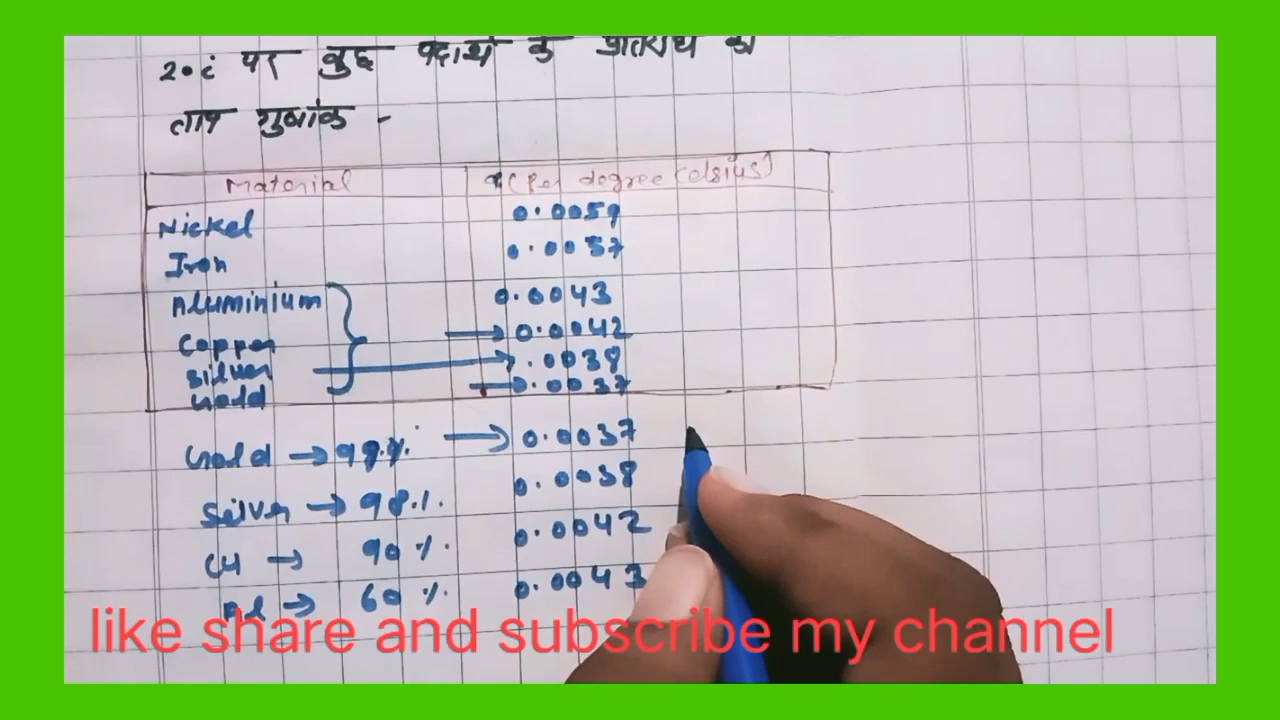 20c पर कुछ पदार्थ के प्रतिरोध का
ताप गुणांक -
Material α(Per degree Celsius)
Nickel 0.0059
Iron 0.0057
Aluminium 0.0043
Copper → 0.0042
Silver → .0038
Gold → 0.0037
Gold → 99% → 0.0037
Silver → 98% 0.0038
Cu → 90% 0.0042
Al → 60% 0.0043
like share and subscribe my channel